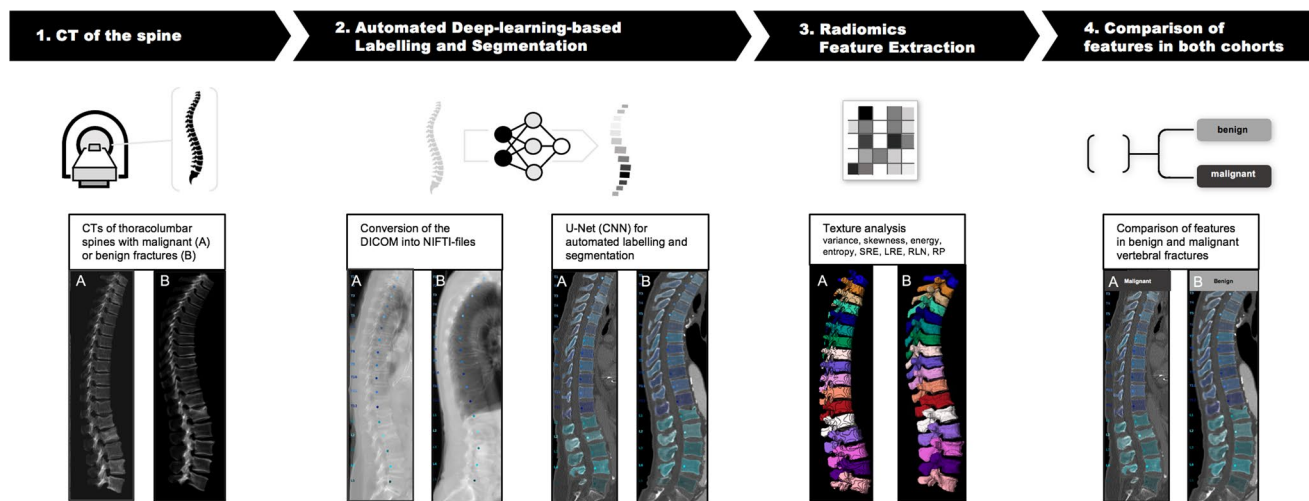 1. CT of the spine
2. Automated Deep-learning-based
Labelling and Segmentation
3. Radiomics
Feature Extraction
4. Comparison of
features in both cohorts
benign
malignant
CTs of thoracolumbar
spines with malignant (A)
or benign fractures (B)
A
B
Conversion of the
DICOM into NIFTI-files
A
B
U-Net (CNN) for
automated labelling and
segmentation
A
B
Texture analysis
variance, skewness, energy,
entropy, SRE, LRE, RLN, RP
A
B
Comparison of features
in benign and malignant
vertebral fractures
A Malignant
B Benign